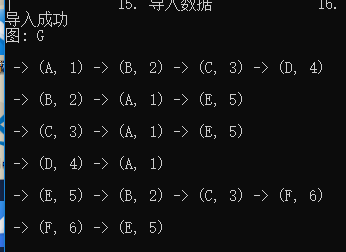 15. 导入数据 16.
导入成功
图: G
-> (A, 1) -> (B, 2) -> (C, 3) -> (D, 4)
-> (B, 2) -> (A, 1) -> (E, 5)
-> (C, 3) -> (A, 1) -> (E, 5)
-> (D, 4) -> (A, 1)
-> (E, 5) -> (B, 2) -> (C, 3) -> (F, 6)
-> (F, 6) -> (E, 5)